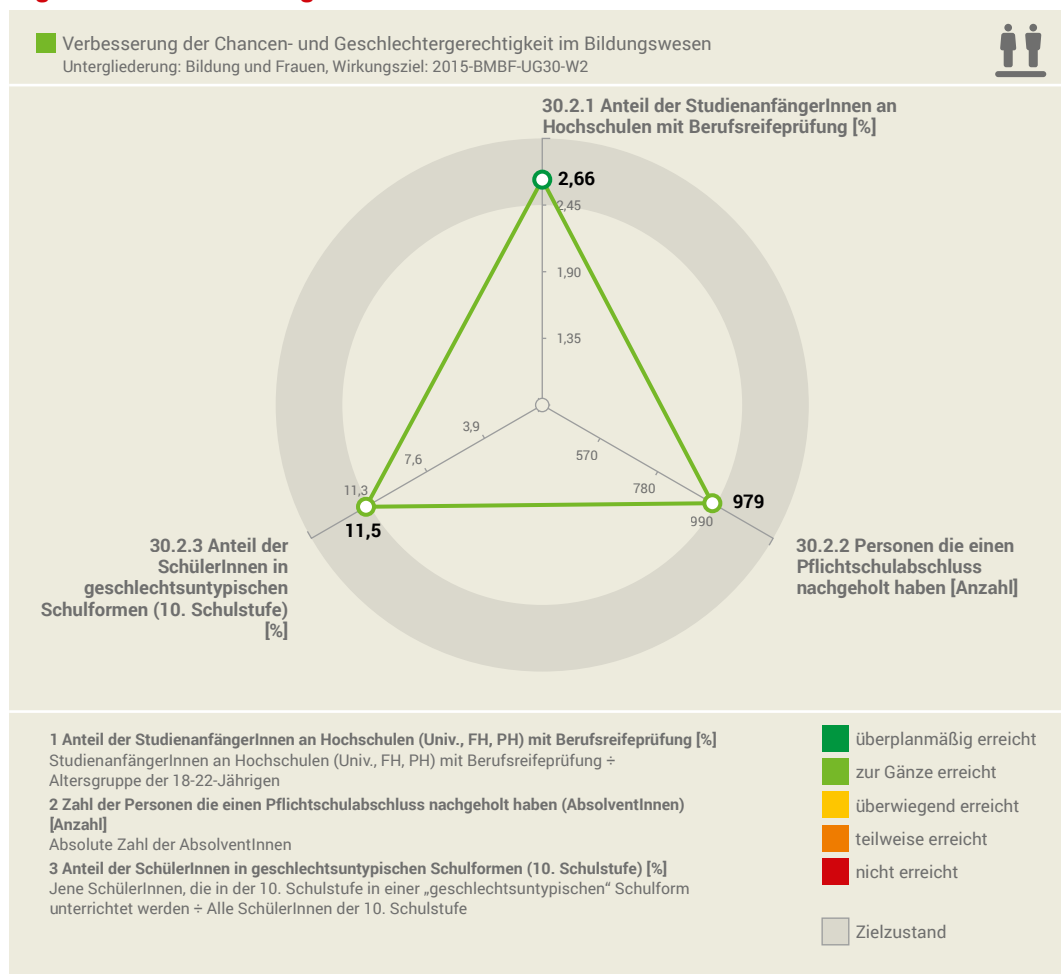 Verbesserung der Chancen- und Geschlechtergerechtigkeit im Bildungswesen
Untergliederung: Bildung und Frauen, Wirkungsziel: 2015-BMBF-UG30-W2
30.2.1 Anteil der StudienanfängerInnen an
Hochschulen mit Berufsreifeprüfung [%]
2,66
2,45
1,90
1,35
3,9
7,6
11,3
11,5
570
780
990
979
30.2.3 Anteil der
SchülerInnen in
geschlechtsuntypischen
Schulformen (10. Schulstufe)
[%]
30.2.2 Personen die einen
Pflichtschulabschluss
nachgeholt haben [Anzahl]
1 Anteil der StudienanfängerInnen an Hochschulen (Univ., FH, PH) mit Berufsreifeprüfung [%]
StudienanfängerInnen an Hochschulen (Univ., FH, PH) mit Berufsreifeprüfung ÷
Altersgruppe der 18-22-Jährigen
2 Zahl der Personen die einen Pflichtschulabschluss nachgeholt haben (AbsolventInnen)
[Anzahl]
Absolute Zahl der AbsolventInnen
3 Anteil der SchülerInnen in geschlechtsuntypischen Schulformen (10. Schulstufe) [%]
Jene SchülerInnen, die in der 10. Schulstufe in einer „geschlechtsuntypischen“ Schulform
unterrichtet werden ÷ Alle SchülerInnen der 10. Schulstufe
überplanmäßig erreicht
zur Gänze erreicht
überwiegend erreicht
teilweise erreicht
nicht erreicht
Zielzustand